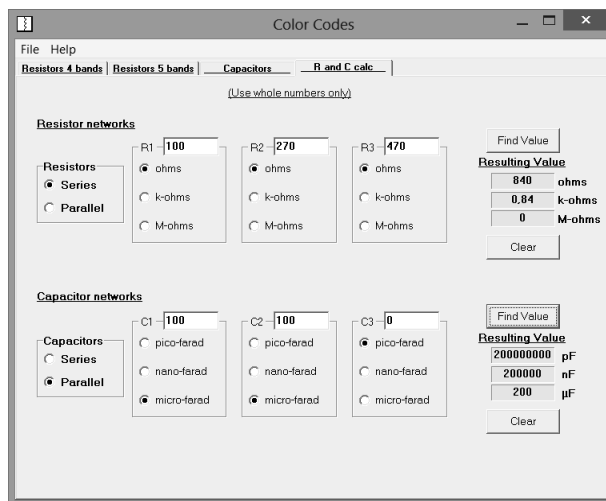 Color Codes
File Help
Resistors 4 bands Resistors 5 bands Capacitors R and C calc
(Use whole numbers only)
Resistor networks
R1 100 R2 270 R3 470 Find Value
Resistors ohms ohms ohms Resulting Value
Series 840 ohms
k-ohms k-ohms k-ohms 0,84 k-ohms
Parallel
M-ohms M-ohms M-ohms 0 M-ohms
Clear
Capacitor networks
C1 100 C2 100 C3 0 Find Value
Capacitors pico-farad pico-farad pico-farad Resulting Value
Series 200000000 pF
nano-farad nano-farad nano-farad 200000 nF
Parallel
micro-farad micro-farad micro-farad 200 µF
Clear